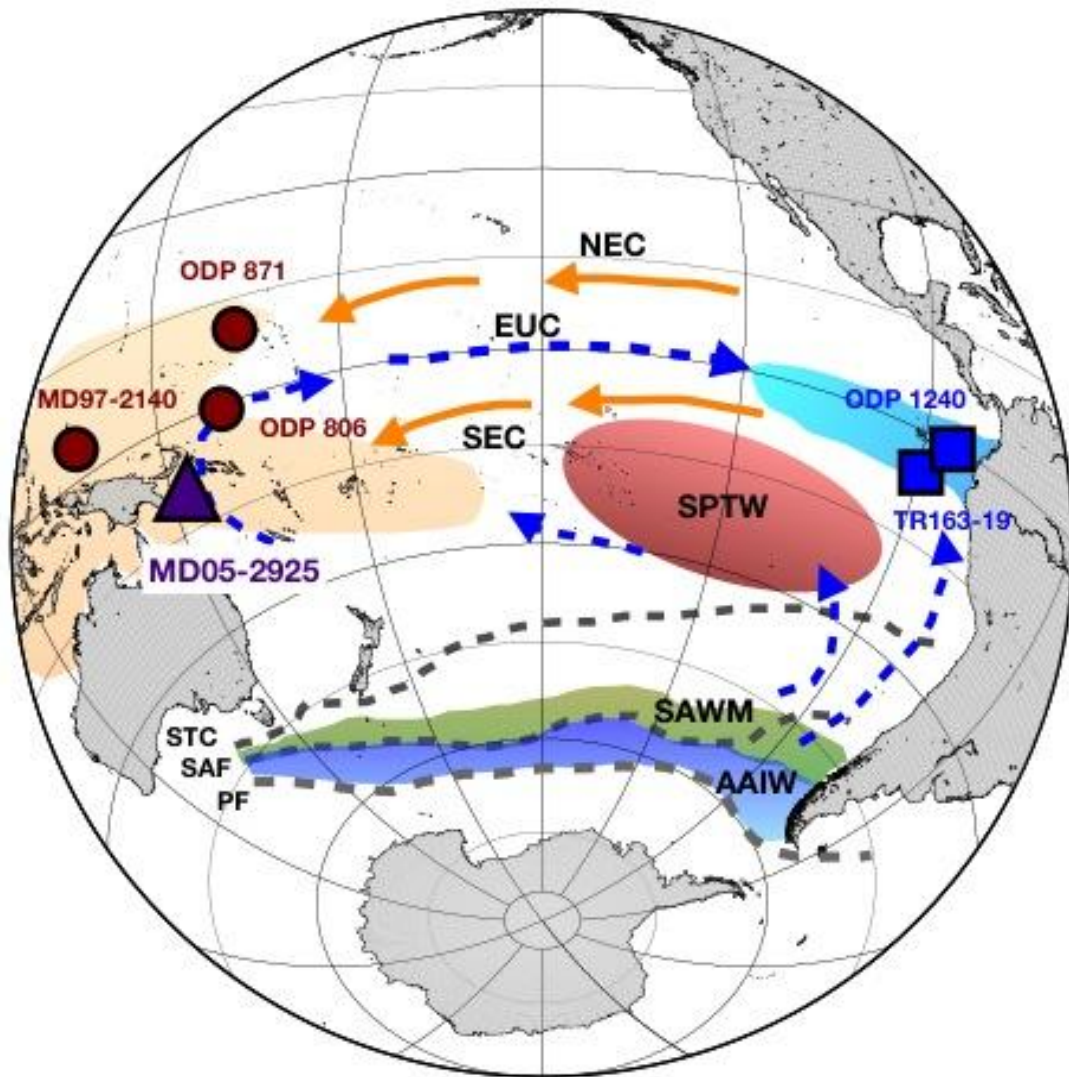 NEC
ODP 871
EUC
MD97-2140
ODP 806
SEC
ODP 1240
SPTW
TR163-19
MD05-2925
SAWM
STC
SAF
AAIW
PF